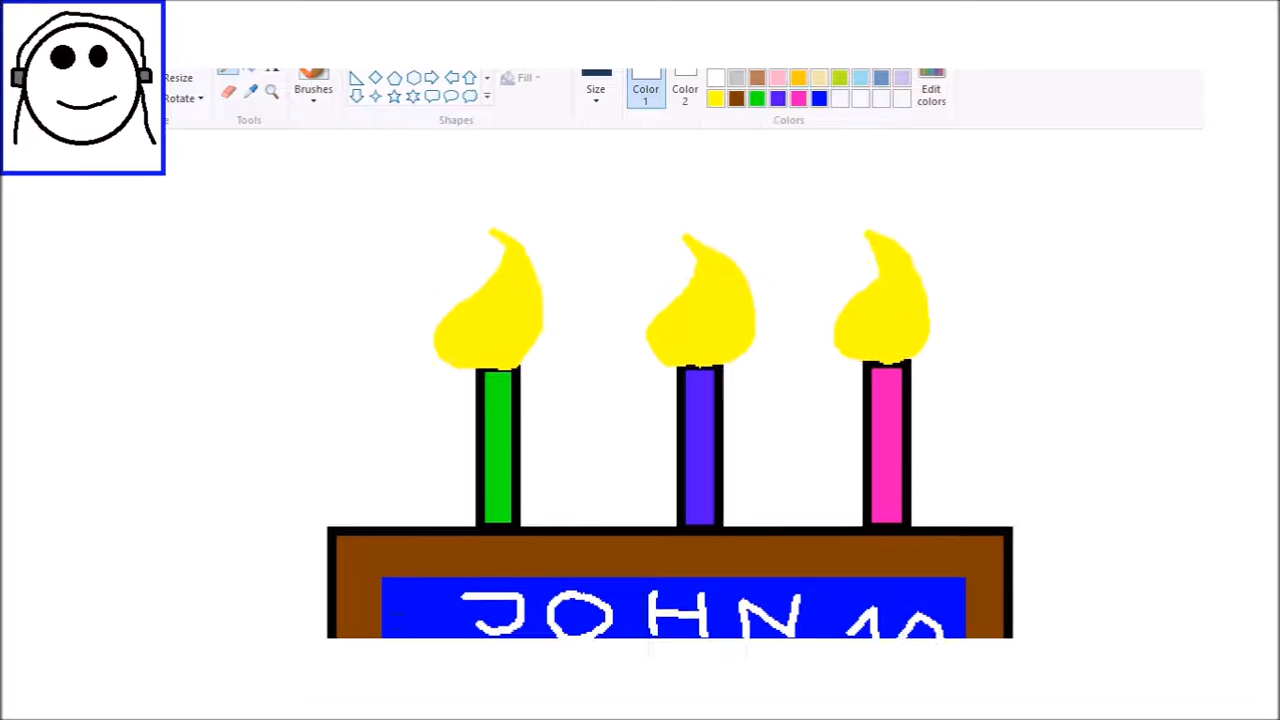 Resize
Rotate
Brushes
Fill
Size
Color 1
Color 2
Edit colors
Tools
Shapes
Colors
JOHN 10